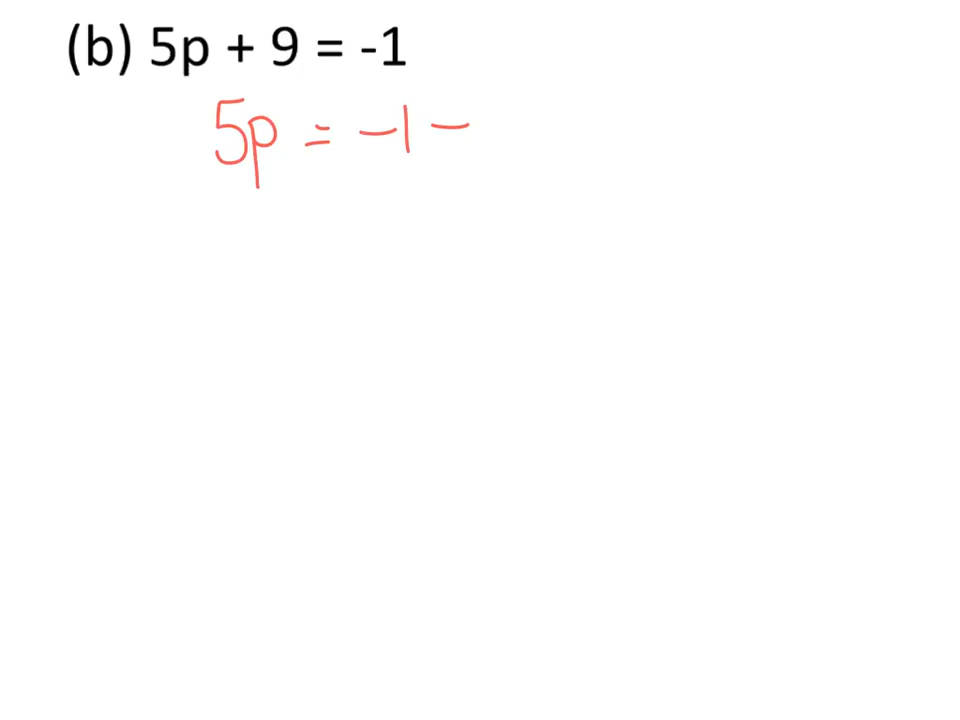 (b) 5p + 9 = -1
5p = -1 -